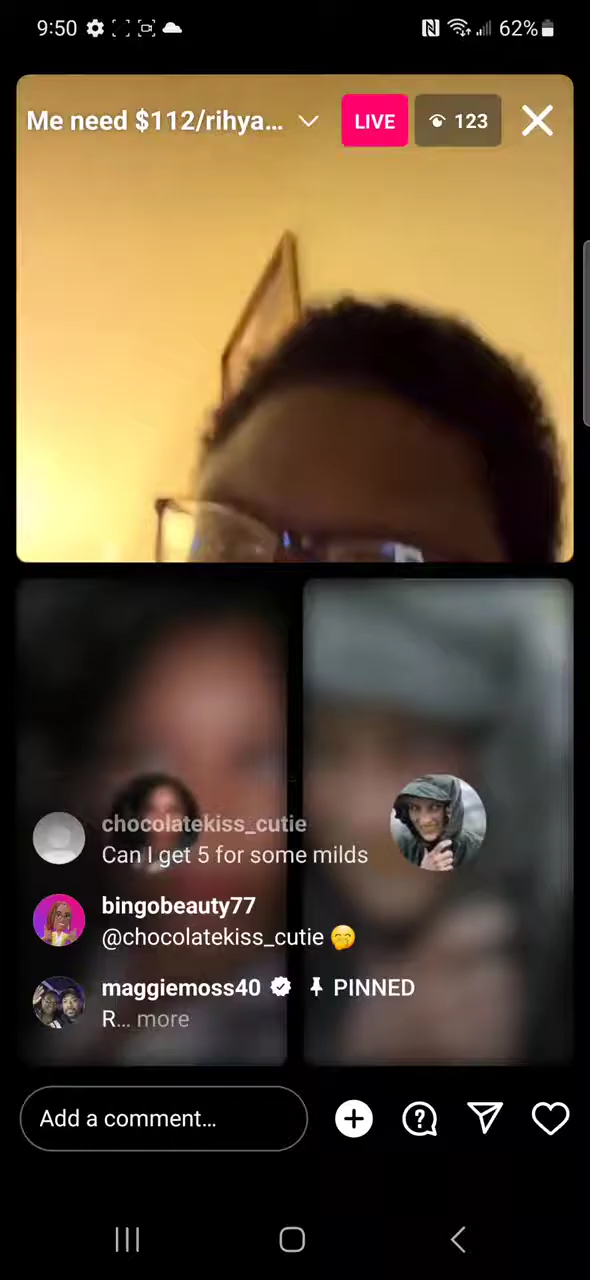 9:50 62%
Me need $112/rihya... LIVE 123
chocolatekiss_cutie
Can I get 5 for some milds
bingobeauty77
@chocolatekiss_cutie 🤭
maggiemoss40 PINNED
R... more
Add a comment...